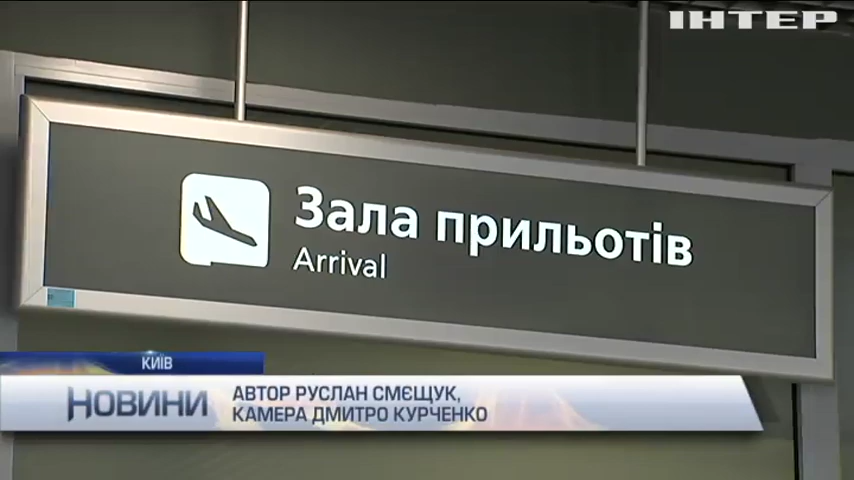 ІНТЕР
Зала прильотів
Arrival
КИЇВ
НОВИНИ
АВТОР РУСЛАН СМЄЩУК,
КАМЕРА ДМИТРО КУРЧЕНКО